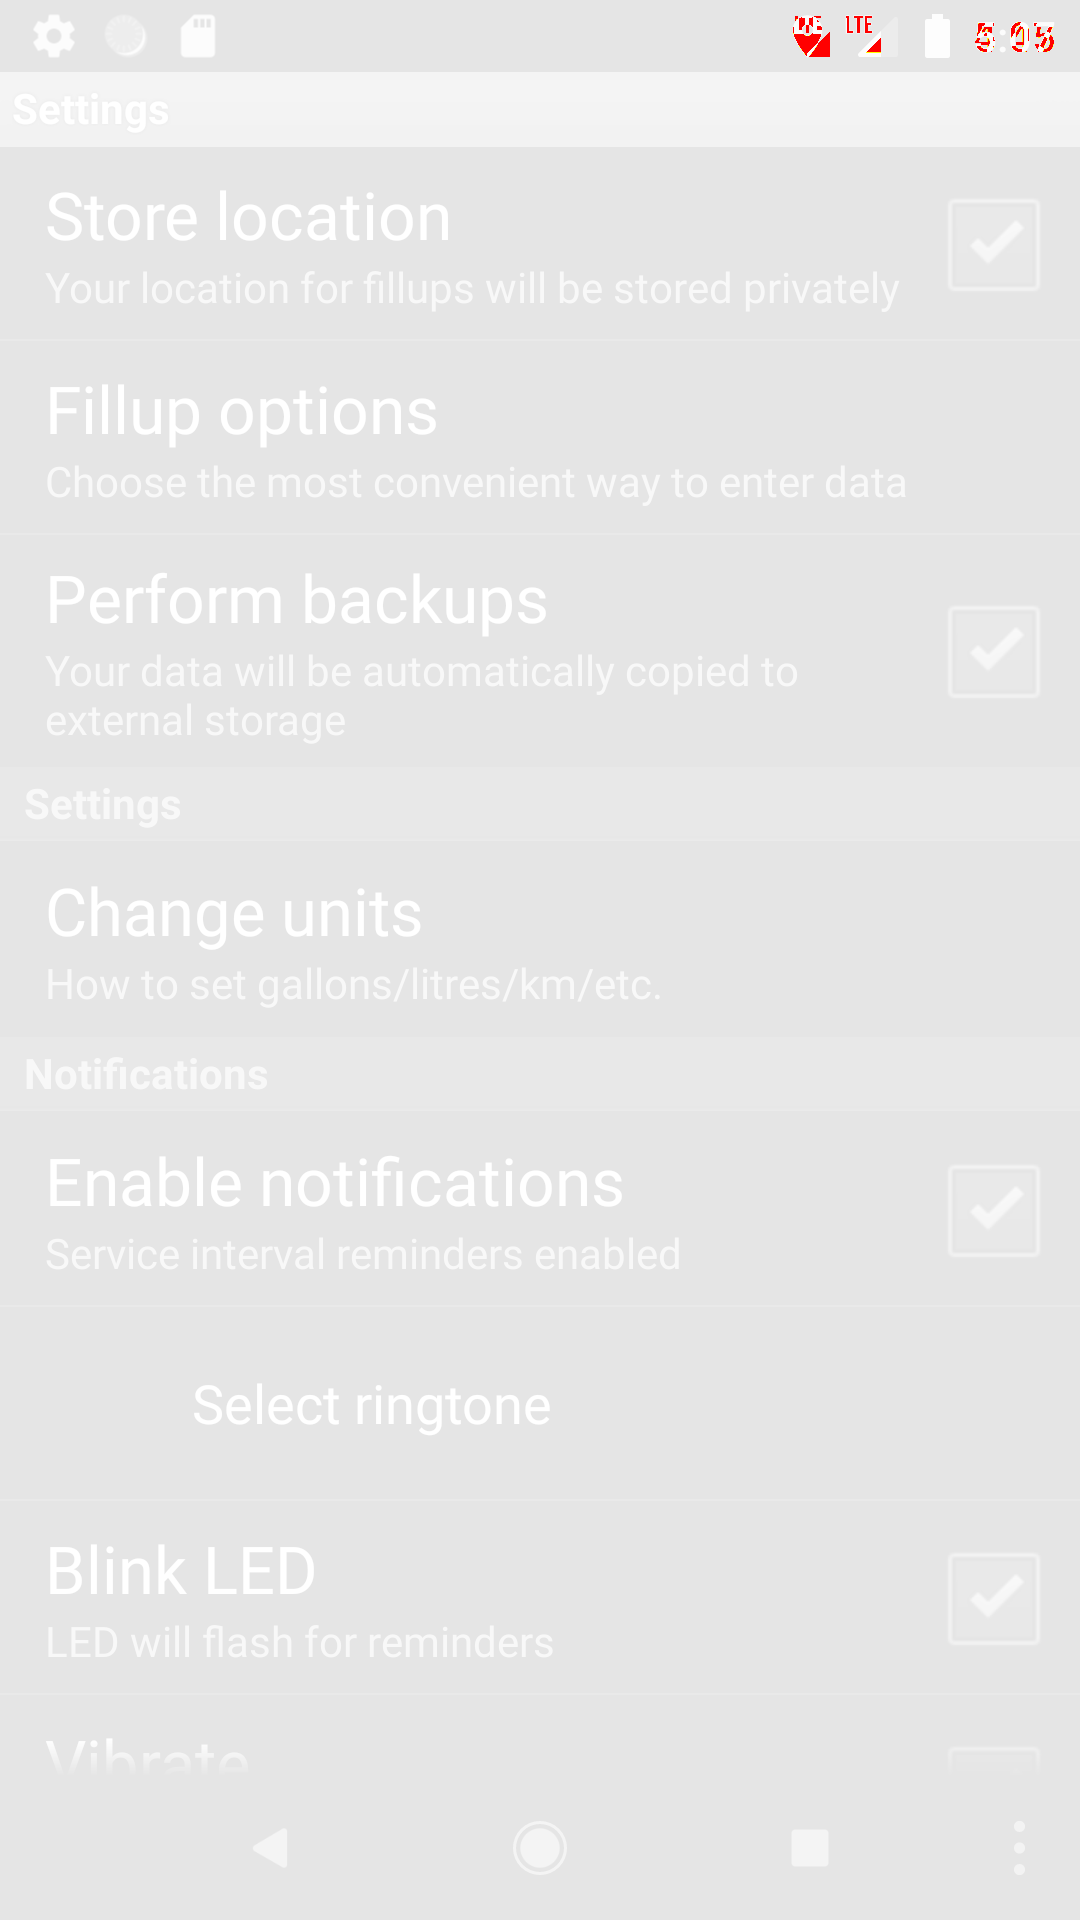 LTE
Settings
Store location
Your location for fillups will be stored privately
Fillup options
Choose the most convenient way to enter data
Perform backups
Your data will be automatically copied to
external storage
Settings
Change units
How to set gallons/litres/km/etc.
Notifications
Enable notifications
Service interval reminders enabled
Select ringtone
Blink LED
LED will flash for reminders
Vibrate